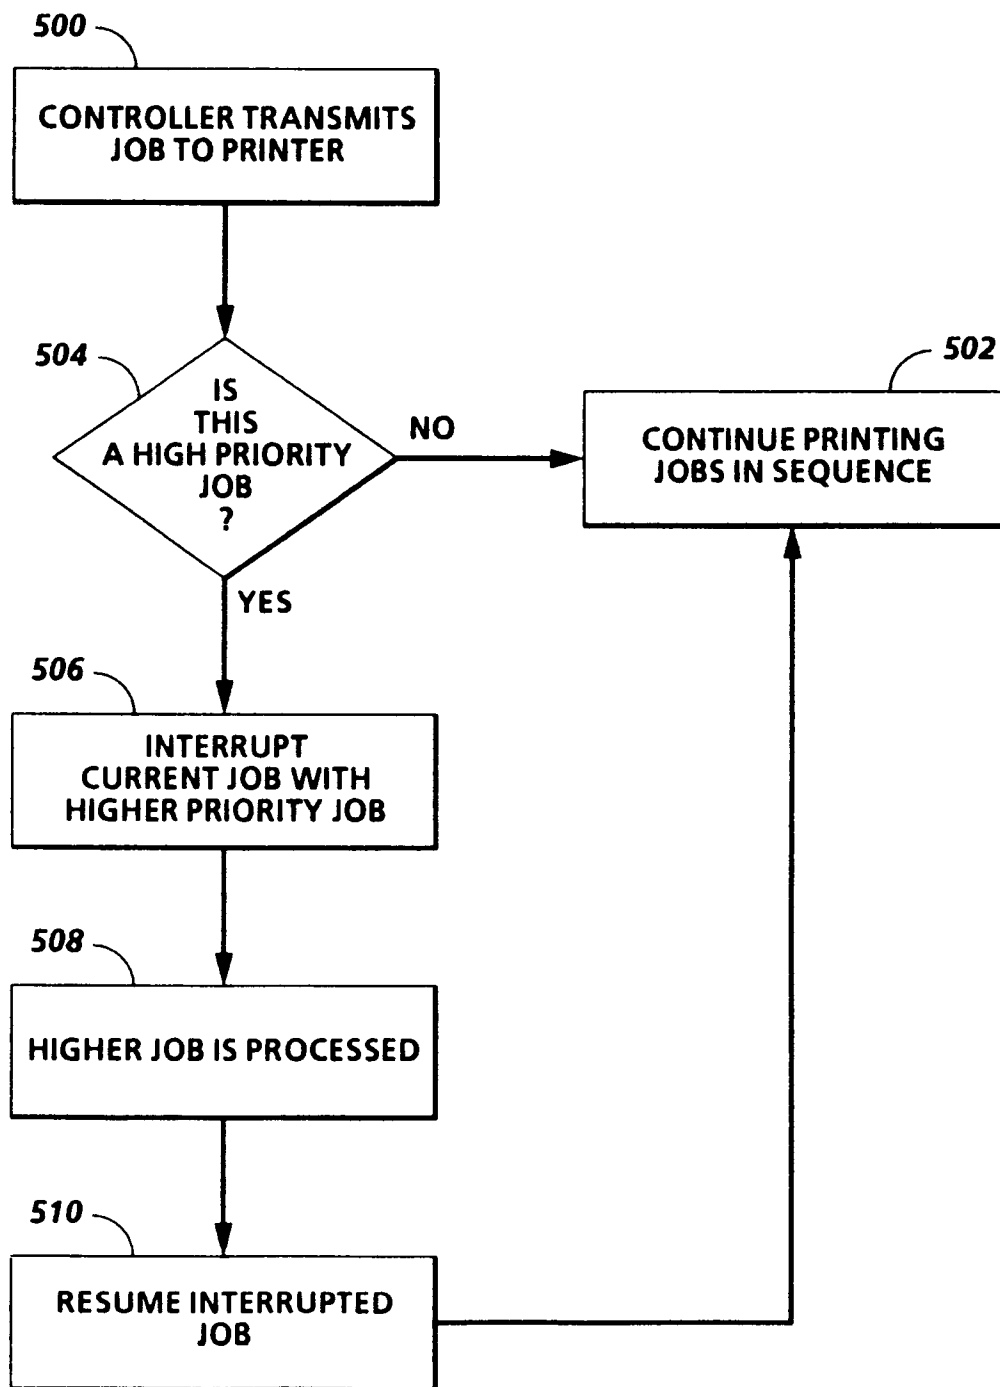 500
CONTROLLER TRANSMITS
JOB TO PRINTER
504
IS
THIS
A HIGH PRIORITY
JOB
?
NO
502
CONTINUE PRINTING
JOBS IN SEQUENCE
YES
506
INTERRUPT
CURRENT JOB WITH
HIGHER PRIORITY JOB
508
HIGHER JOB IS PROCESSED
510
RESUME INTERRUPTED
JOB